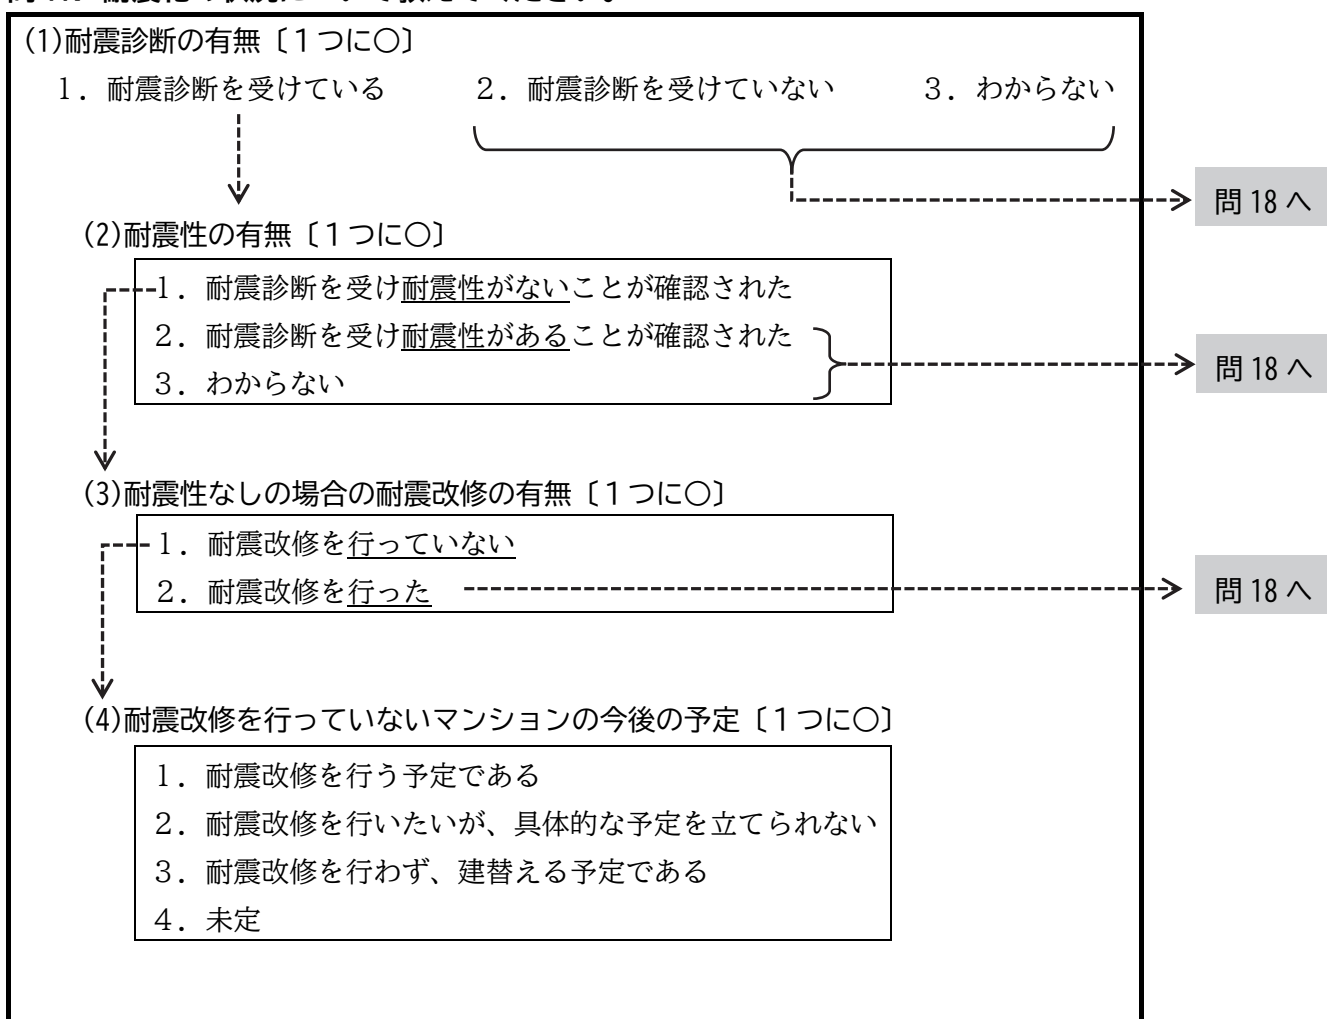 (1)耐震診断の有無〔１つに○〕
１．耐震診断を受けている　２．耐震診断を受けていない　３．わからない
問 18 へ
(2)耐震性の有無〔１つに○〕
１．耐震診断を受け耐震性がないことが確認された
２．耐震診断を受け耐震性があることが確認された
３．わからない
問 18 へ
(3)耐震性なしの場合の耐震改修の有無〔１つに○〕
１．耐震改修を行っていない
２．耐震改修を行った
問 18 へ
(4)耐震改修を行っていないマンションの今後の予定〔１つに○〕
１．耐震改修を行う予定である
２．耐震改修を行いたいが、具体的な予定を立てられない
３．耐震改修を行わず、建替える予定である
４．未定